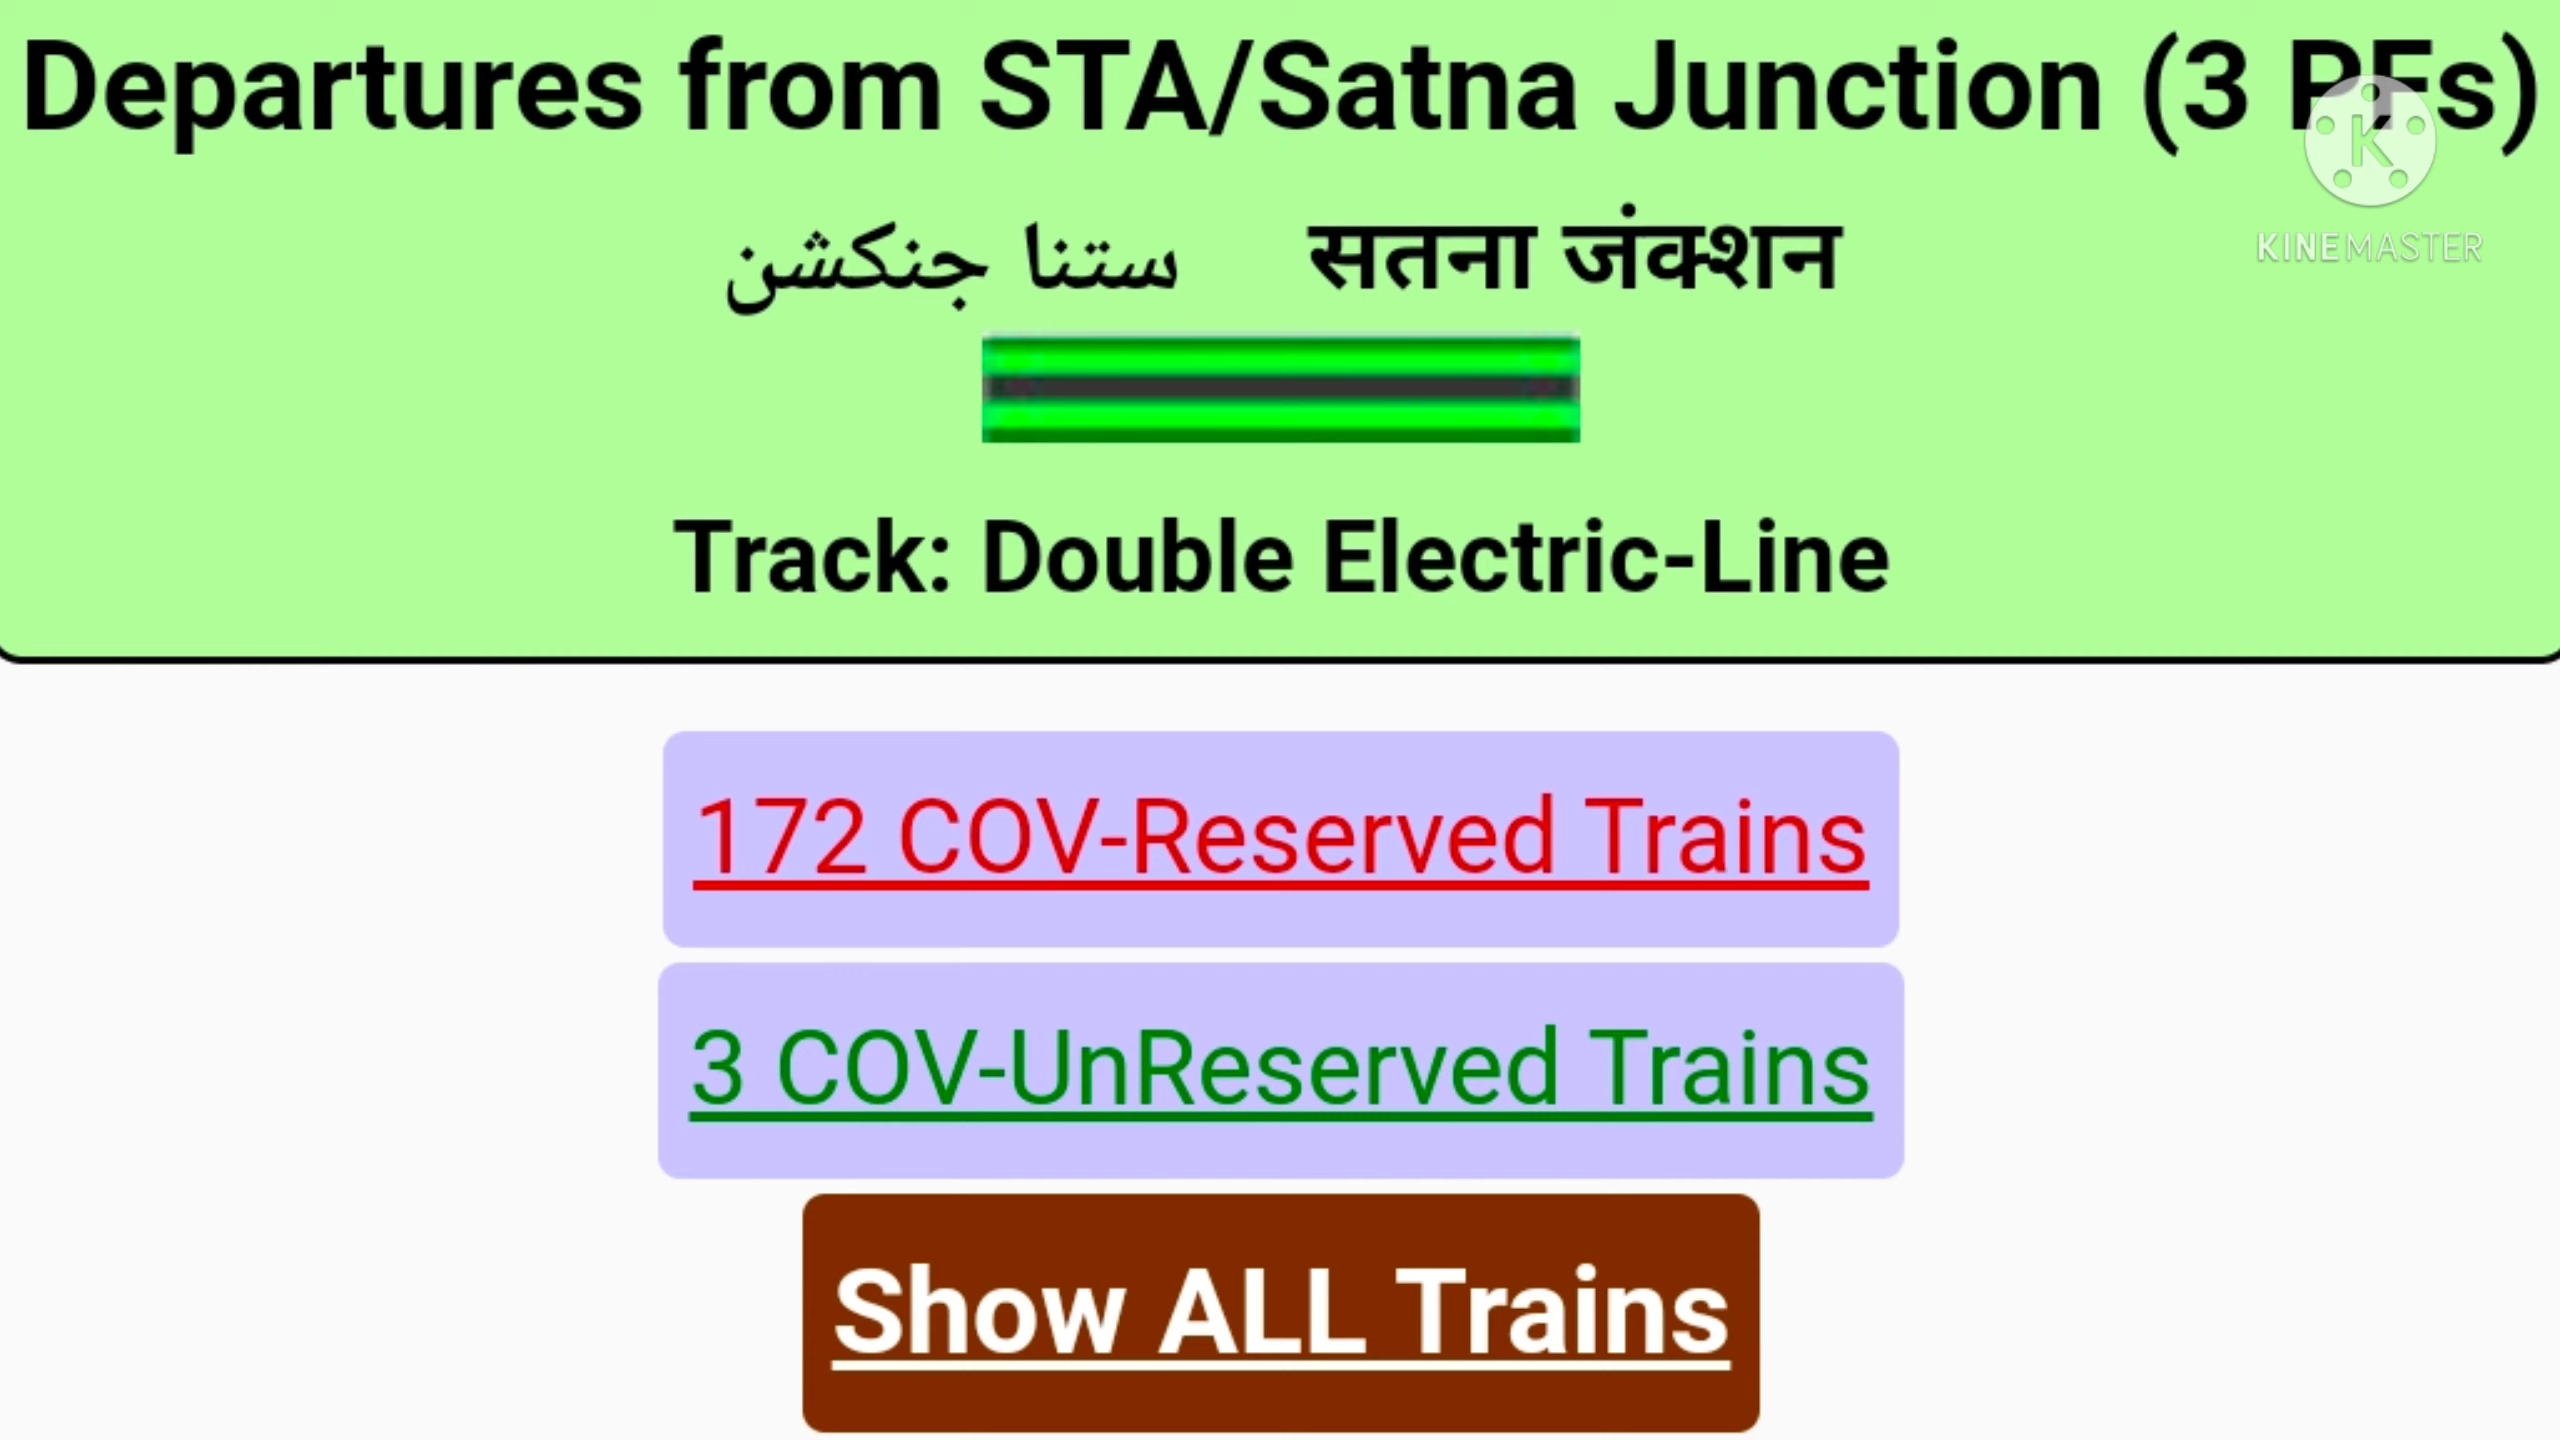 Departures from STA/Satna Junction (3 PFs)
ستنا جنکشن सतना जंक्शन
KINEMASTER
Track: Double Electric-Line
172 COV-Reserved Trains
3 COV-UnReserved Trains
Show ALL Trains